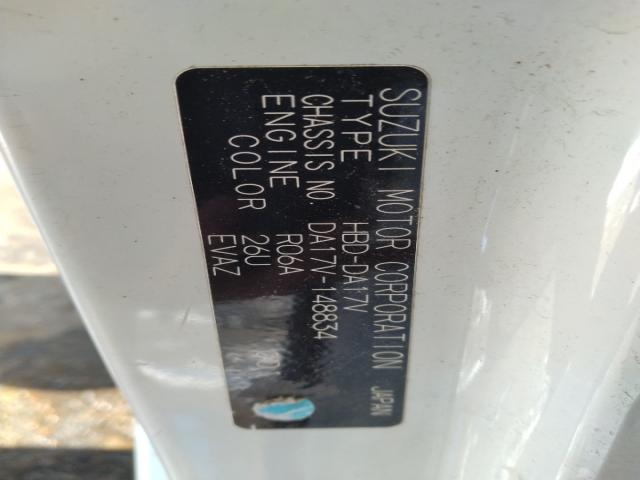 SUZUKI MOTOR CORPORATION JAPAN
TYPE HBD-DA17V
CHASSIS NO. DA17V-148834
ENGINE R06A
COLOR 26U
EVAZ